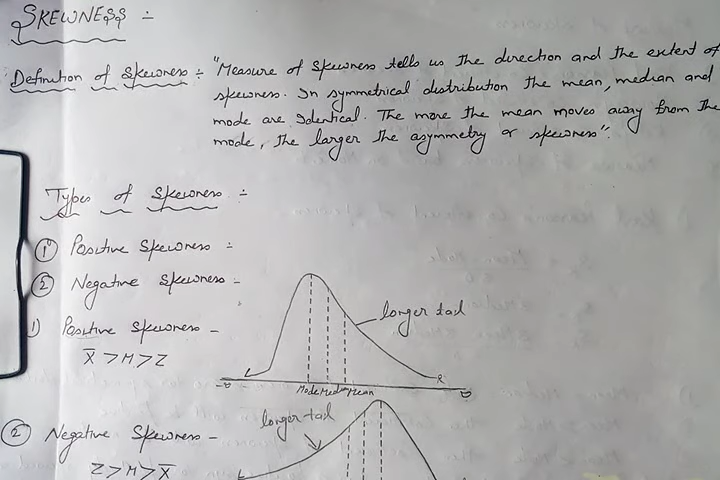 SKEWNESS :-
Definition of Skewness :- "Measure of Skewness tells us the direction and the extent of
skewness. In symmetrical distribution the mean, median and
mode are identical. The more the mean moves away from the
mode, the larger the asymmetry or skewness".
Types of Skewness :-
① Positive Skewness :-
② Negative Skewness :-
1) Positive Skewness -
X̄ > M > Z
longer tail
L
R
Mode Median Mean
② Negative Skewness -
Z > M > X̄
longer tail
L